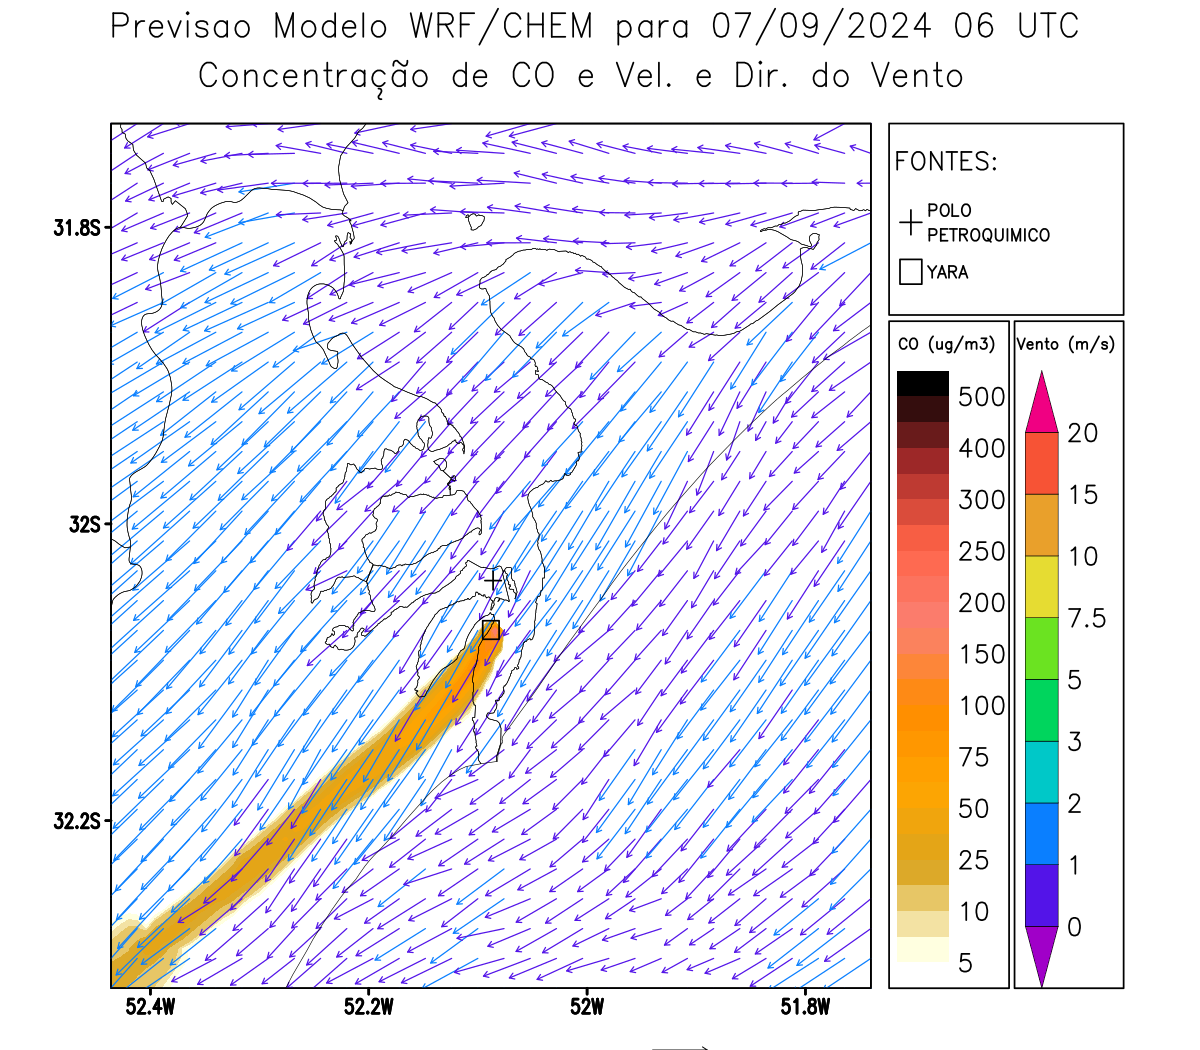 Previsao Modelo WRF/CHEM para 07/09/2024 06 UTC
Concentração de CO e Vel. e Dir. do Vento
FONTES:
POLO
PETROQUIMICO
YARA
CO (ug/m3)
500
400
300
250
200
150
100
75
50
25
10
5
Vento (m/s)
20
15
10
7.5
5
3
2
1
0
31.8S
32S
32.2S
52.4W
52.2W
52W
51.8W